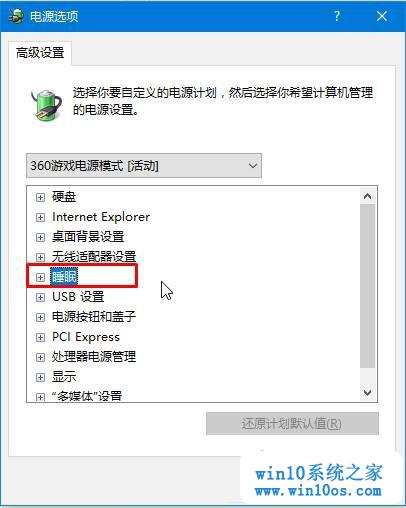 电源选项
?
高级设置
选择你要自定义的电源计划，然后选择你希望计算机管理
的电源设置。
360游戏电源模式 [活动]
硬盘
Internet Explorer
桌面背景设置
无线适配器设置
睡眠
USB 设置
电源按钮和盖子
PCI Express
处理器电源管理
显示
“多媒体”设置
还原计划默认值(R)
win10系统之家
www.win10os.com